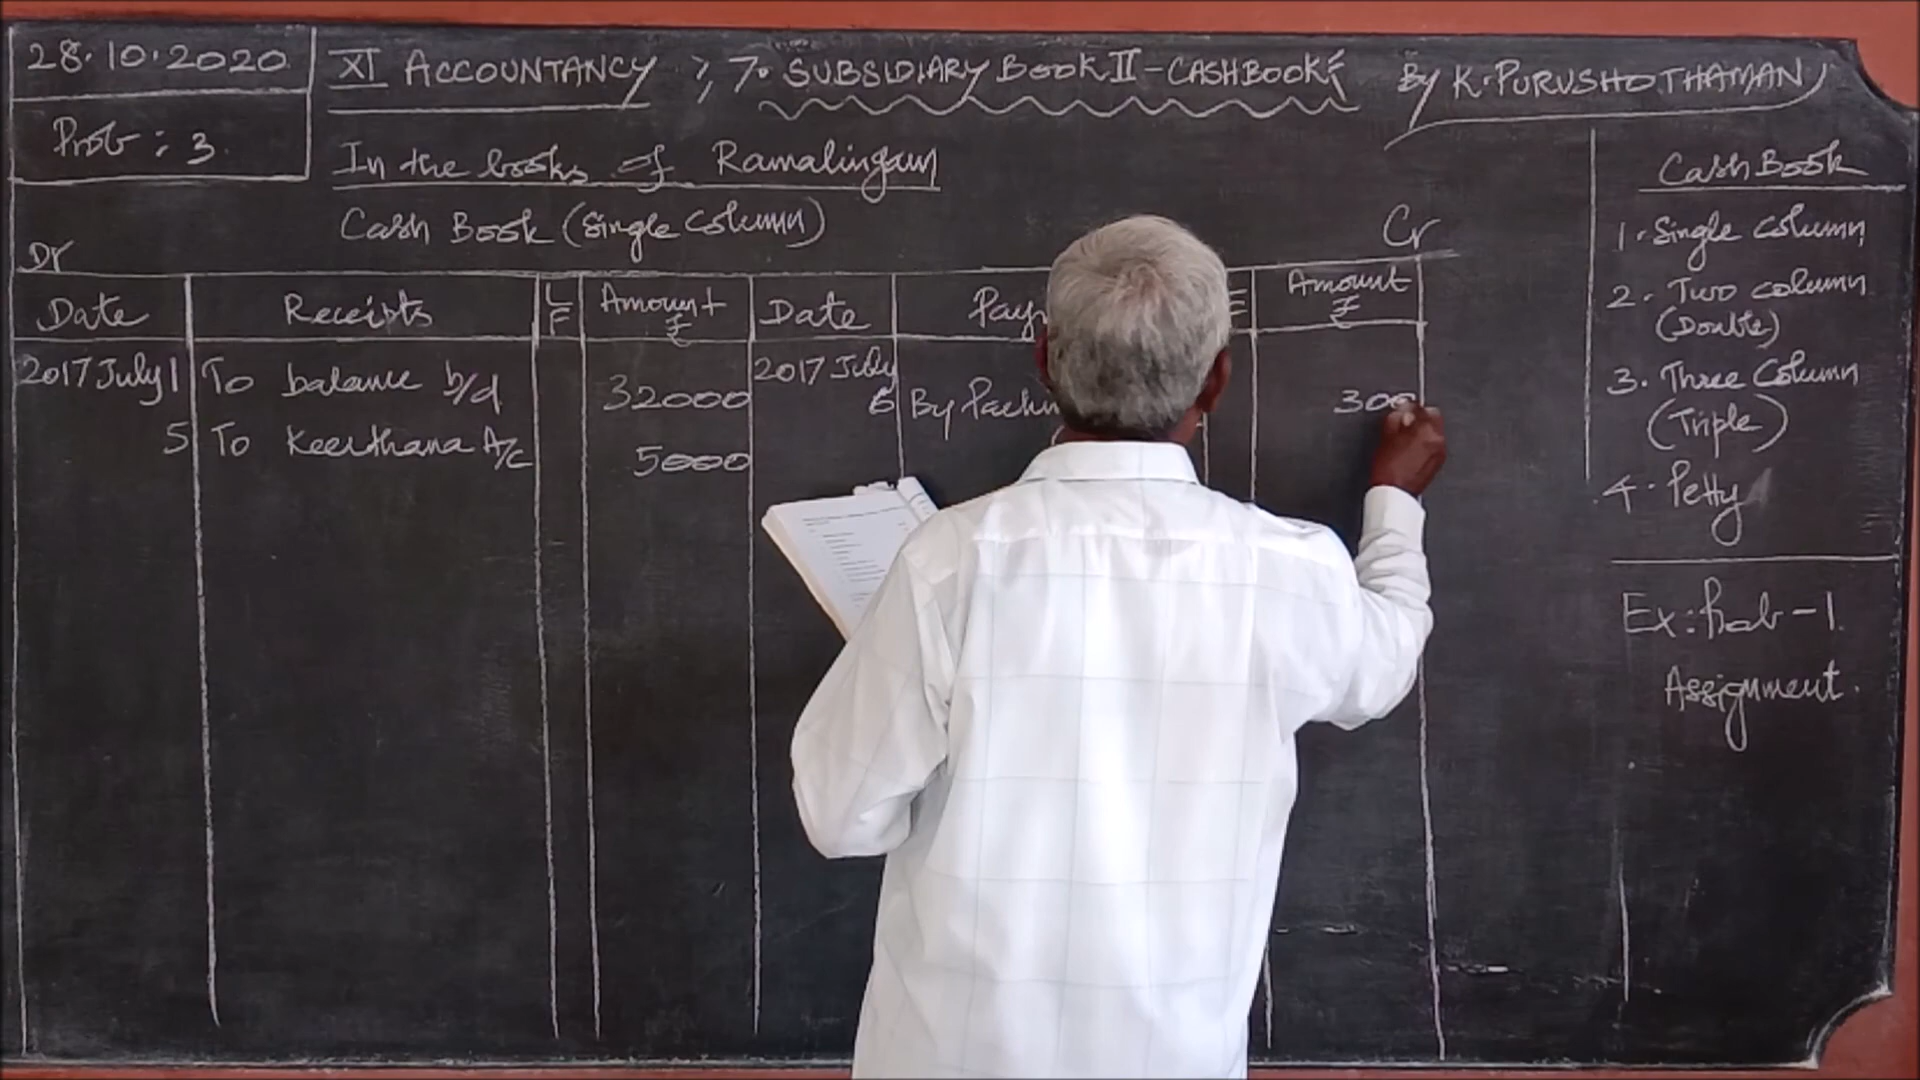 28.10.2020
XI ACCOUNTANCY ; 7. SUBSIDIARY BOOK II - CASHBOOK
By K. PURUSHOTHAMAN
Prob : 3
In the books of Ramalingam
Cash Book (Single Column)
Dr
Cr
Date Receipts L F Amount ₹ Date F Amount ₹
2017 July 1 To balance b/d 32000 2017 July
6 By 300
5 To Keerthana A/c 5000
Cash Book
1. Single Column
2. Two column
(Double)
3. Three Column
(Triple)
4. Petty
Ex: Prob - 1.
Assignment.